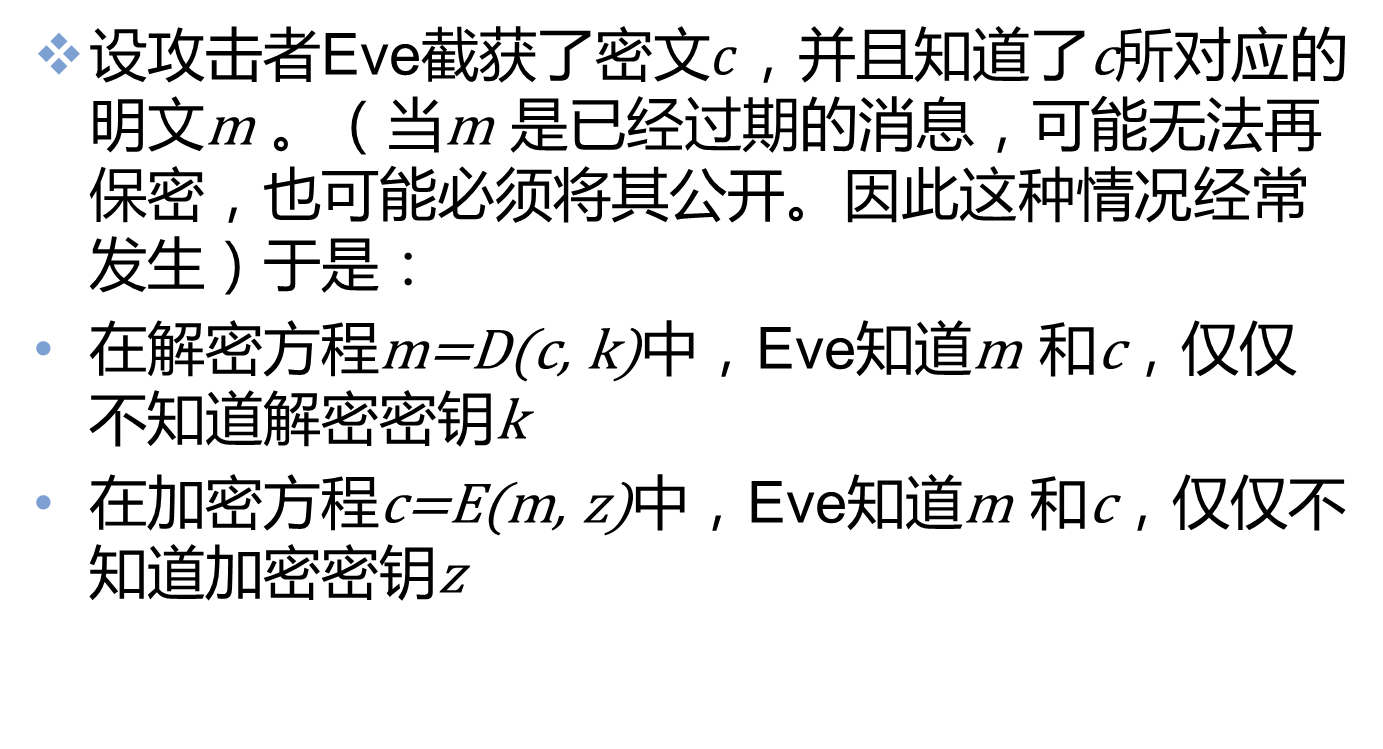 ❖设攻击者Eve截获了密文c，并且知道了c所对应的
明文m 。（当m 是已经过期的消息，可能无法再
保密，也可能必须将其公开。因此这种情况经常
发生）于是：
• 在解密方程m=D(c, k)中，Eve知道m 和c，仅仅
不知道解密密钥k
• 在加密方程c=E(m, z)中，Eve知道m 和c，仅仅不
知道加密密钥z